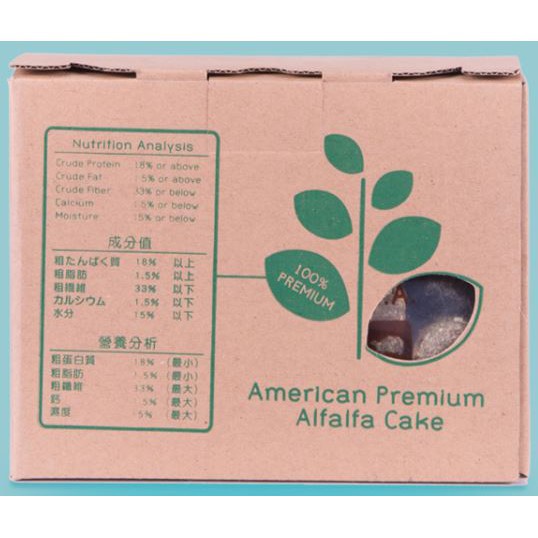 Nutrition Analysis
Crude Protein 18% or above
Crude Fat 1.5% or above
Crude Fiber 33% or below
Calcium 1.5% or below
Moisture 15% or below
成分值
粗たんぱく質 18% 以上
粗脂肪 1.5% 以上
粗繊維 33% 以下
カルシウム 1.5% 以下
水分 15% 以下
營養分析
粗蛋白質 18% (最小)
粗脂肪 1.5% (最小)
粗纖維 33% (最大)
鈣 1.5% (最大)
濕度 15% (最大)
100%
PREMIUM
American Premium
Alfalfa Cake